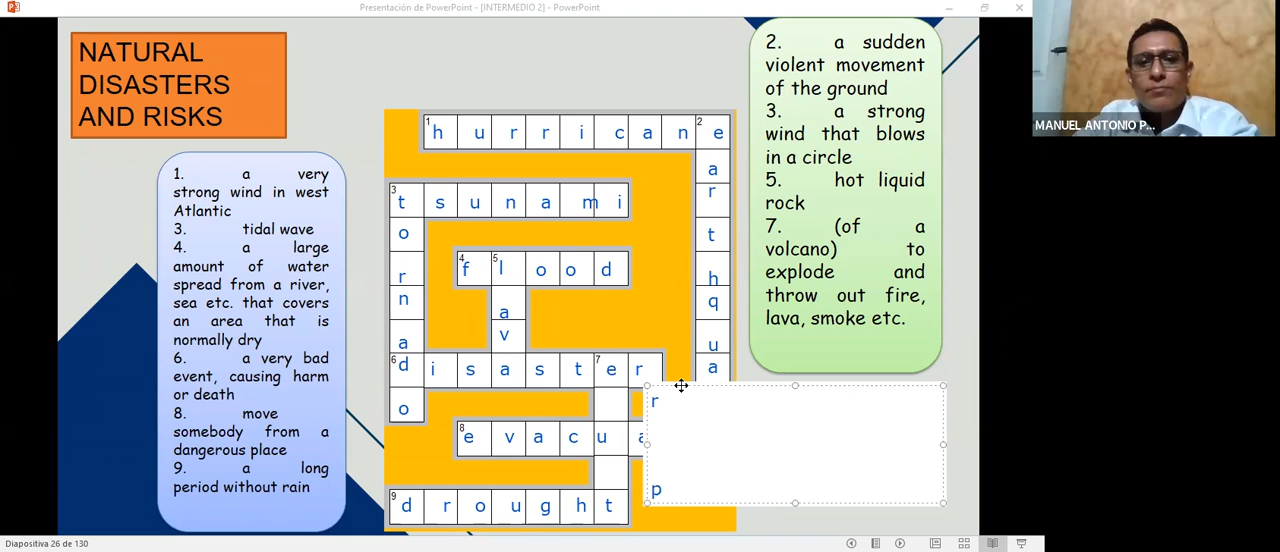 Presentación de PowerPoint - [INTERMEDIO 2] - PowerPoint
NATURAL
DISASTERS
AND RISKS
1. a very
strong wind in west
Atlantic
3. tidal wave
4. a large
amount of water
spread from a river,
sea etc. that covers
an area that is
normally dry
6. a very bad
event, causing harm
or death
8. move
somebody from a
dangerous place
9. a long
period without rain
1 h u r r i c a n 2 e
a
r
3 t s u n a m i
o
t
4 f 5 l o o d
r
h
n
q
a
v
a
u
6 d i s a s t 7 e r
a
o
r
8 e v a c u a
p
9 d r o u g h t
2. a sudden
violent movement
of the ground
3. a strong
wind that blows
in a circle
5. hot liquid
rock
7. (of a
volcano) to
explode and
throw out fire,
lava, smoke etc.
MANUEL ANTONIO P...
Diapositiva 26 de 130